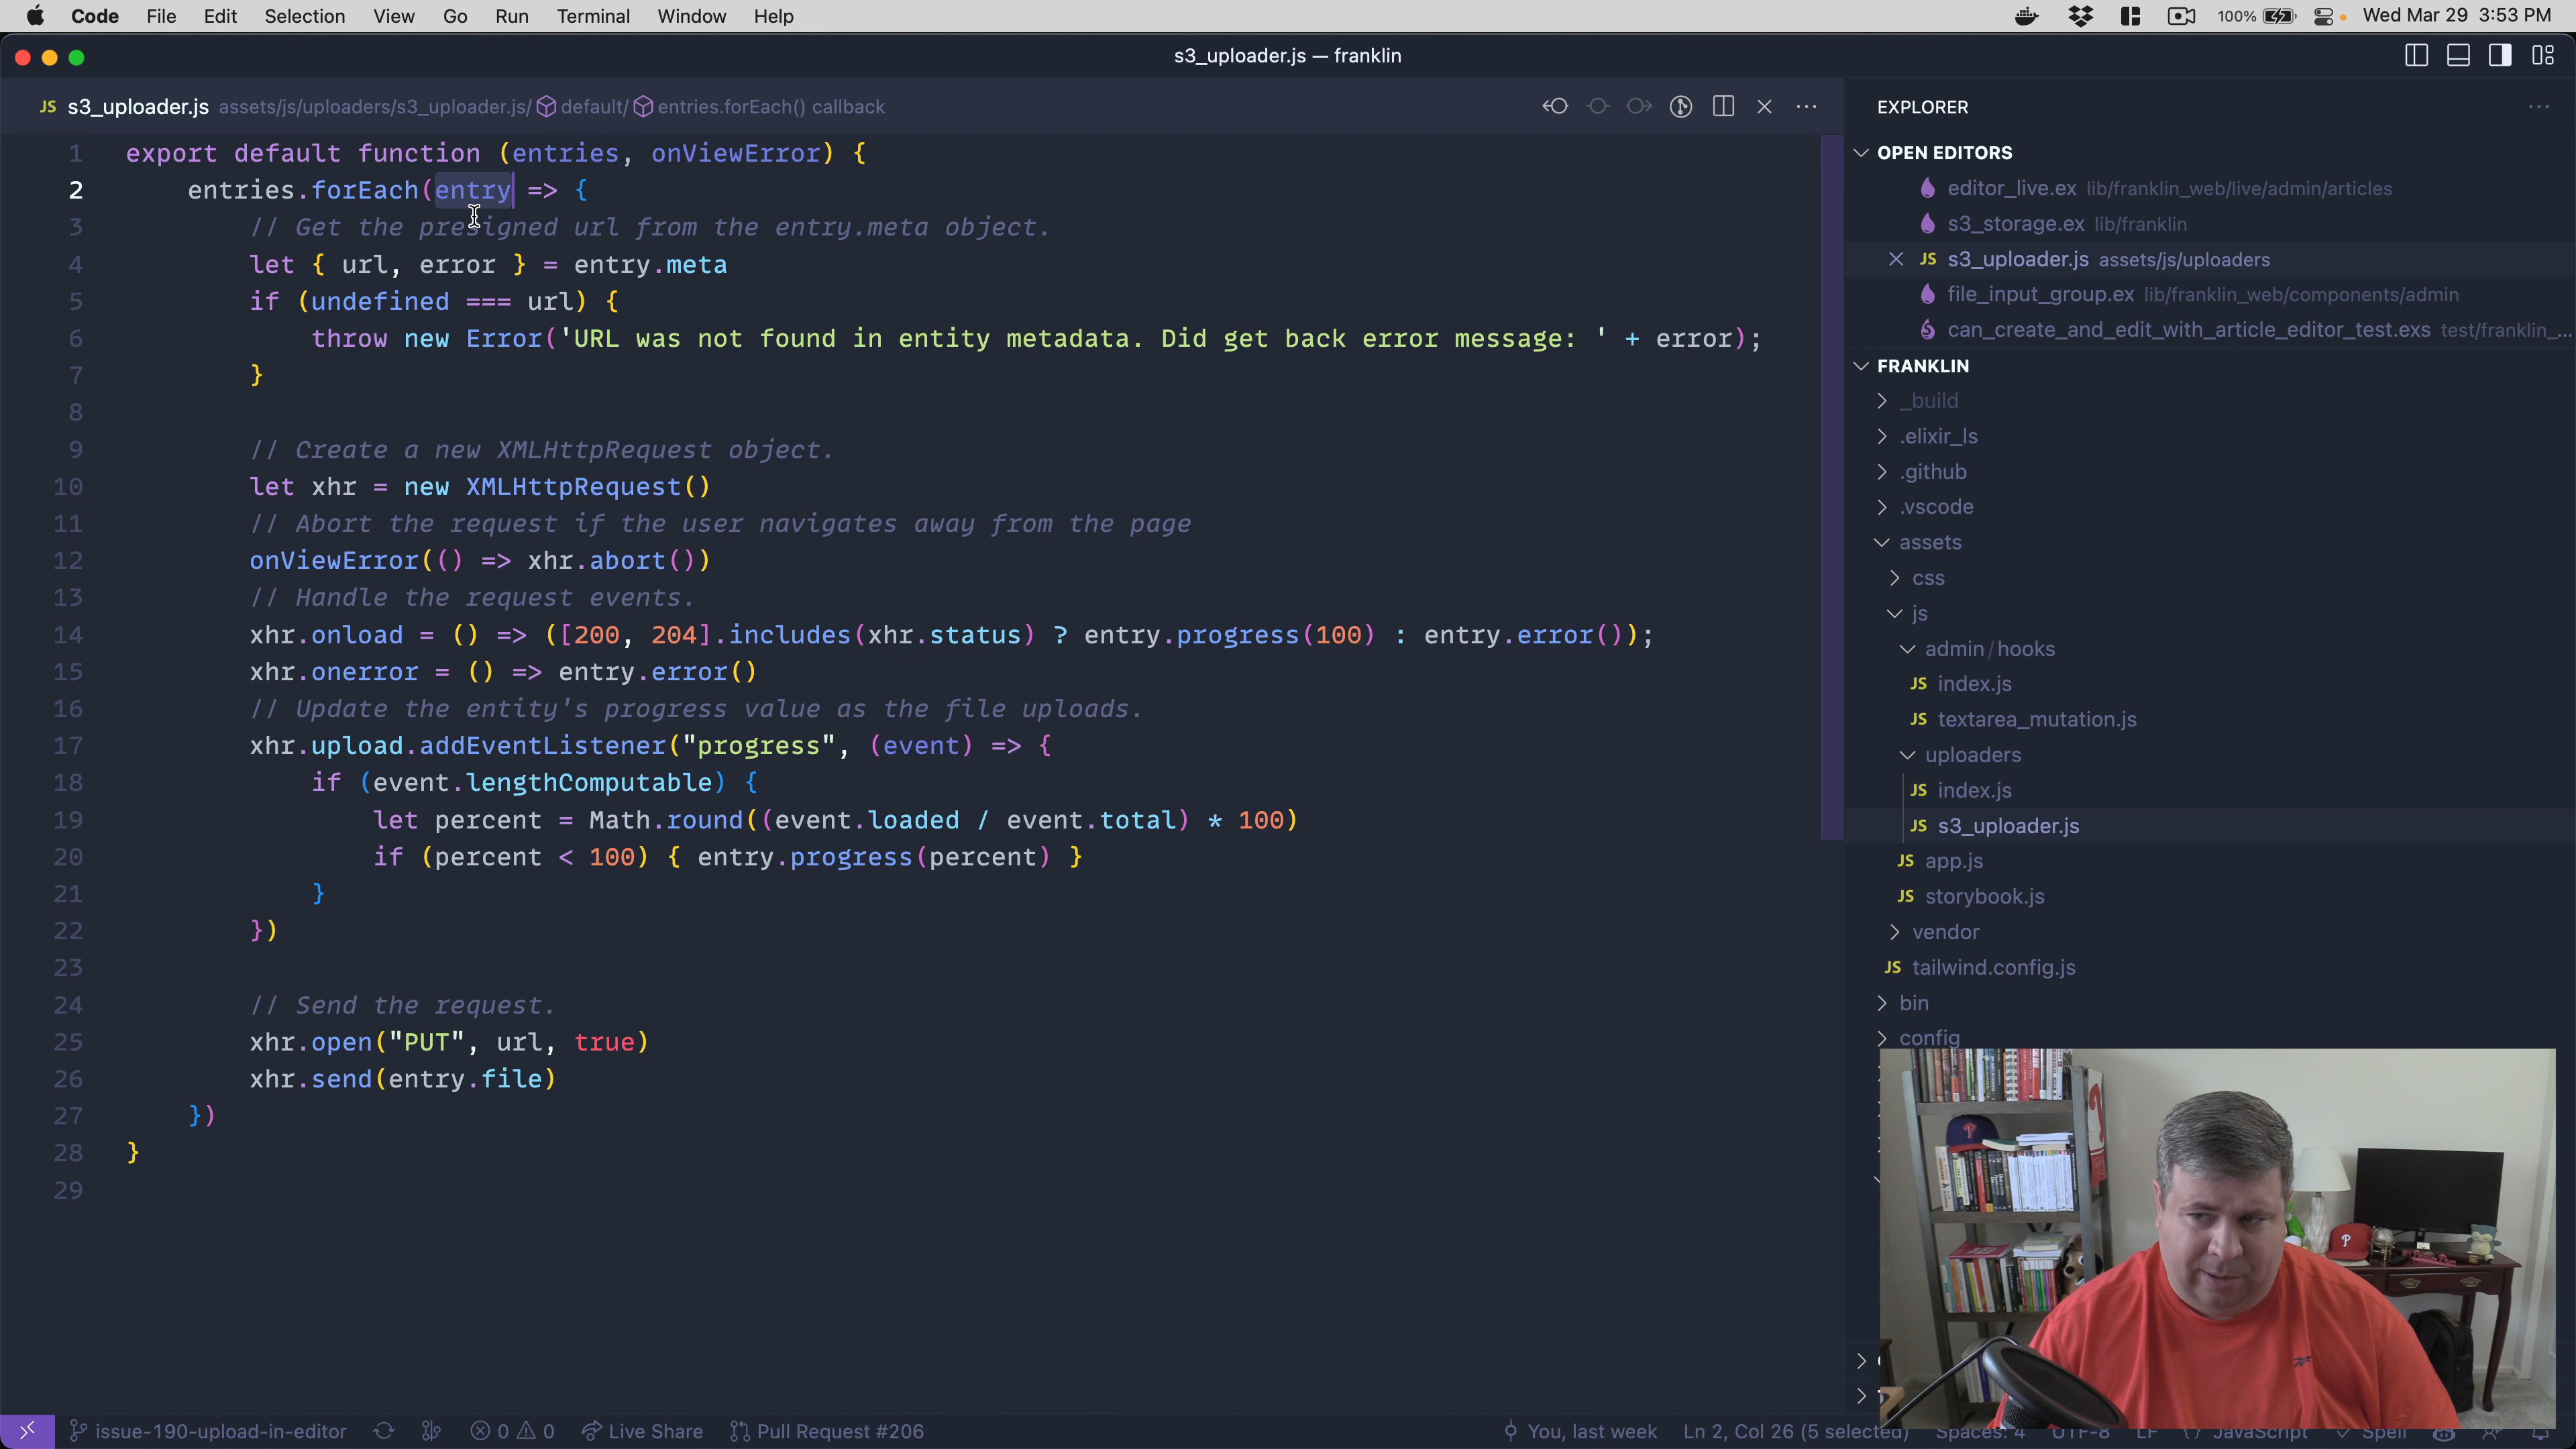 Code File Edit Selection View Go Run Terminal Window Help 100% Wed Mar 29 3:53 PM
s3_uploader.js — franklin
JS s3_uploader.js assets/js/uploaders/s3_uploader.js/ default/ entries.forEach() callback
1 export default function (entries, onViewError) {
2 entries.forEach(entry => {
3 // Get the presigned url from the entry.meta object.
4 let { url, error } = entry.meta
5 if (undefined === url) {
6 throw new Error('URL was not found in entity metadata. Did get back error message: ' + error);
7 }
8
9 // Create a new XMLHttpRequest object.
10 let xhr = new XMLHttpRequest()
11 // Abort the request if the user navigates away from the page
12 onViewError(() => xhr.abort())
13 // Handle the request events.
14 xhr.onload = () => ([200, 204].includes(xhr.status) ? entry.progress(100) : entry.error());
15 xhr.onerror = () => entry.error()
16 // Update the entity's progress value as the file uploads.
17 xhr.upload.addEventListener("progress", (event) => {
18 if (event.lengthComputable) {
19 let percent = Math.round((event.loaded / event.total) * 100)
20 if (percent < 100) { entry.progress(percent) }
21 }
22 })
23
24 // Send the request.
25 xhr.open("PUT", url, true)
26 xhr.send(entry.file)
27 })
28 }
29
EXPLORER
OPEN EDITORS
editor_live.ex lib/franklin_web/live/admin/articles
s3_storage.ex lib/franklin
JS s3_uploader.js assets/js/uploaders
file_input_group.ex lib/franklin_web/components/admin
can_create_and_edit_with_article_editor_test.exs test/franklin_...
FRANKLIN
_build
.elixir_ls
.github
.vscode
assets
css
js
admin/hooks
JS index.js
JS textarea_mutation.js
uploaders
JS index.js
JS s3_uploader.js
JS app.js
JS storybook.js
vendor
JS tailwind.config.js
bin
config
issue-190-upload-in-editor 0 0 Live Share Pull Request #206 You, last week Ln 2, Col 26 (5 selected) Spaces: 4 UTF-8 LF {} JavaScript Spell